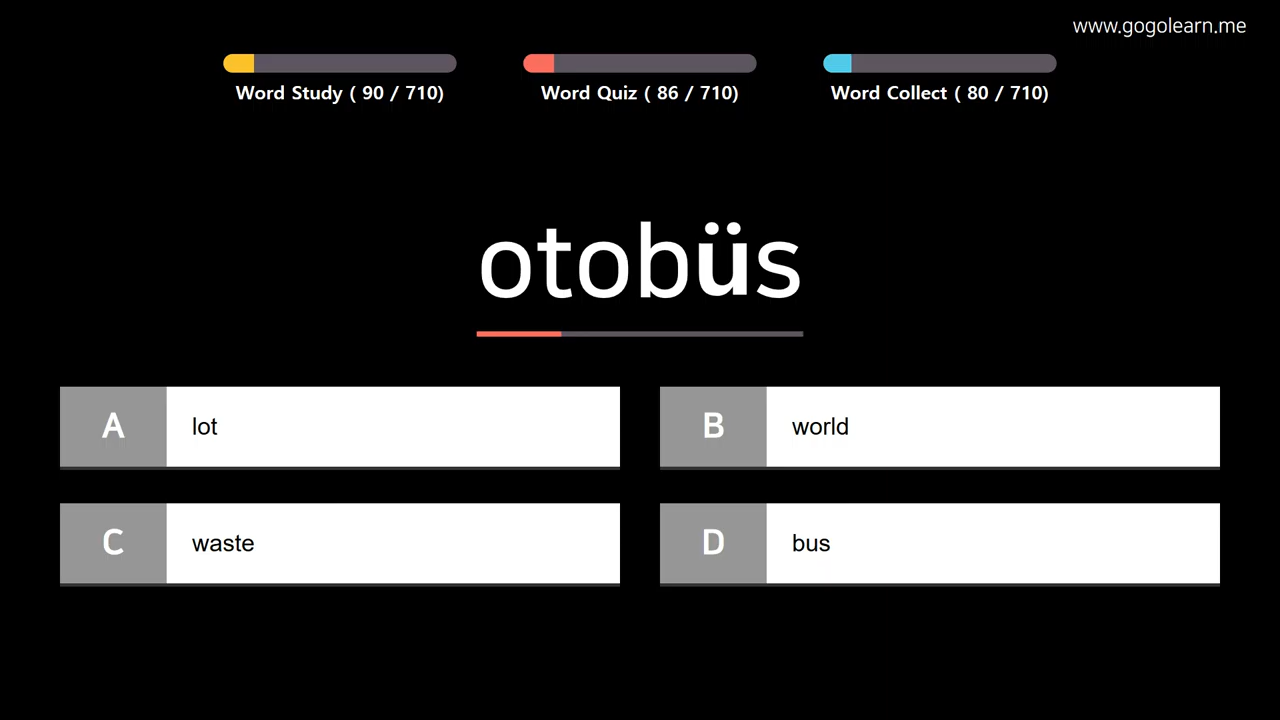 www.gogolearn.me
Word Study ( 90 / 710)
Word Quiz ( 86 / 710)
Word Collect ( 80 / 710)
otobüs
A lot
B world
C waste
D bus